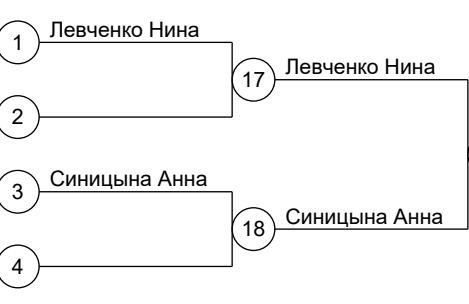 1 Левченко Нина
17 Левченко Нина
2
3 Синицына Анна
18 Синицына Анна
4